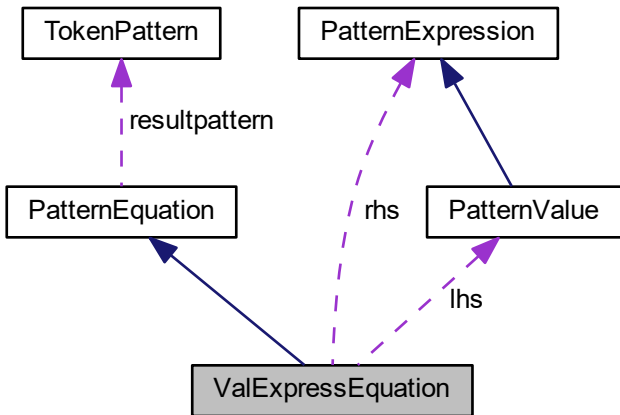 TokenPattern
PatternExpression
resultpattern
PatternEquation
rhs
PatternValue
lhs
ValExpressEquation